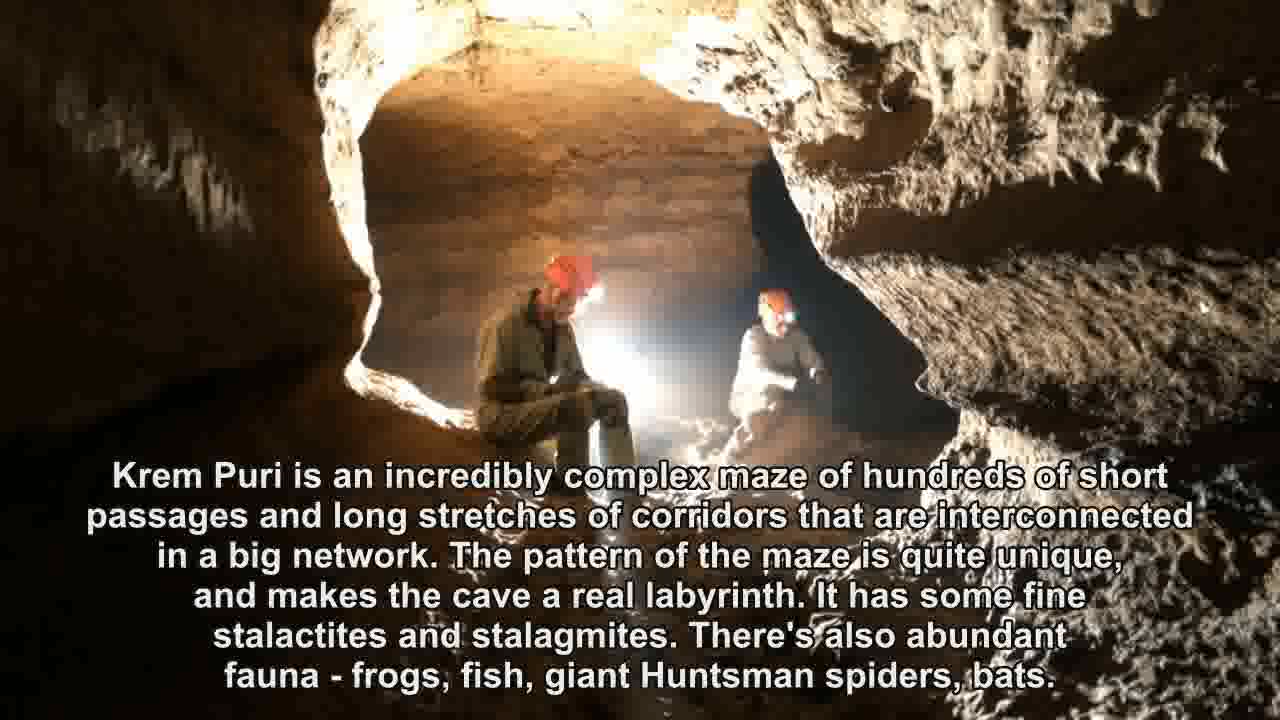 Krem Puri is an incredibly complex maze of hundreds of short
passages and long stretches of corridors that are interconnected
in a big network. The pattern of the maze is quite unique,
and makes the cave a real labyrinth. It has some fine
stalactites and stalagmites. There's also abundant
fauna - frogs, fish, giant Huntsman spiders, bats.